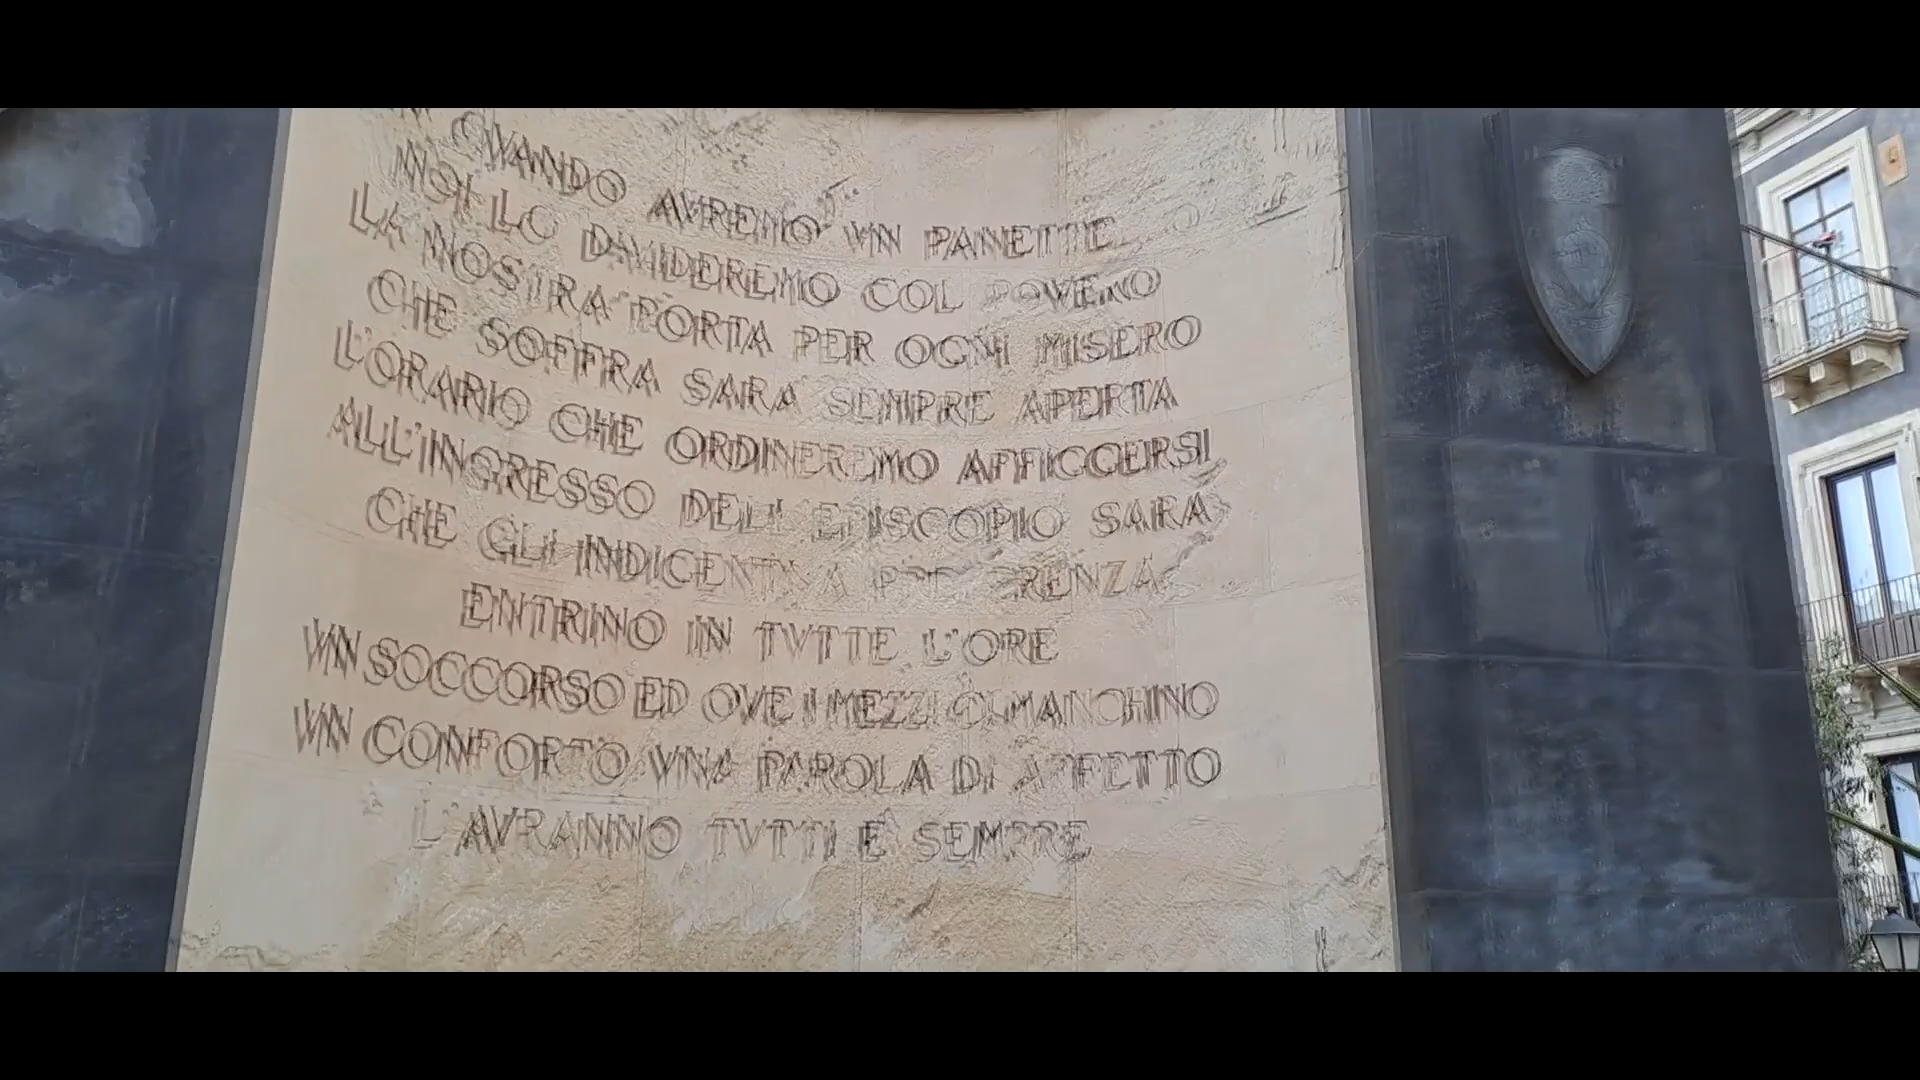 QVANDO AVREMO VN PANETTE
NOI LO DIVIDEREMO COL POVERO
LA NOSTRA PORTA PER OGNI MISERO
CHE SOFFRA SARA SEMPRE APERTA
L'ORARIO CHE ORDINEREMO AFFIGGERSI
ALL'INGRESSO DELL'EPISCOPIO SARA
CHE GLI INDIGENTI A PREFERENZA
ENTRINO IN TVTTE L'ORE
VN SOCCORSO ED OVE I MEZZI CI MANCHINO
VN CONFORTO VNA PAROLA DI AFFETTO
L'AVRANNO TVTTI E SEMPRE